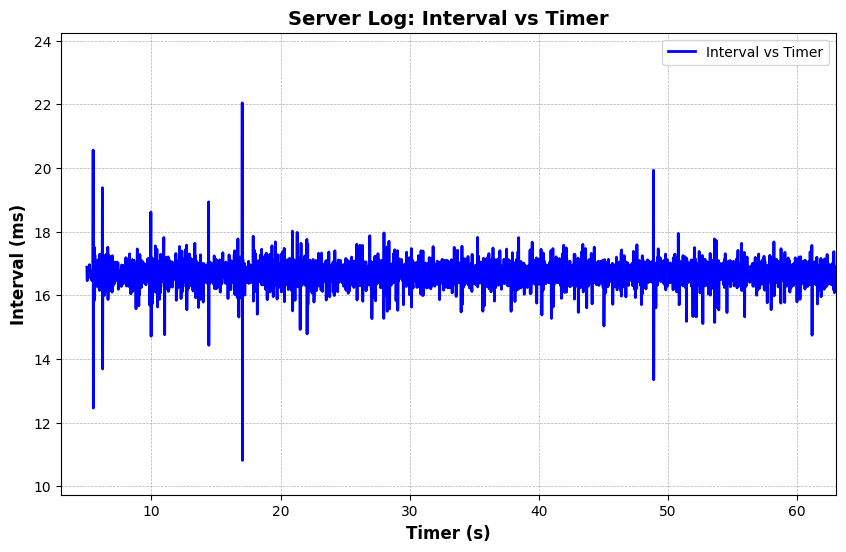 Server Log: Interval vs Timer
Interval vs Timer
24
22
20
18
16
14
12
10
Interval (ms)
10 20 30 40 50 60
Timer (s)